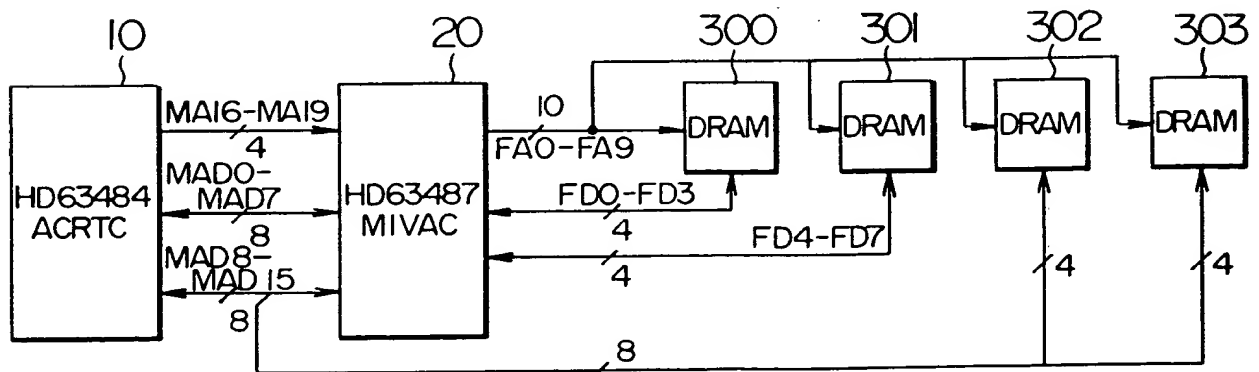 10
20
300
301
302
303
MA16-MA19
4
10
FA0-FA9
DRAM
DRAM
DRAM
DRAM
HD63484
ACRTC
MAD0-
MAD7
8
HD63487
MIVAC
FD0-FD3
4
FD4-FD7
4
MAD8-
MAD15
8
4
4
8